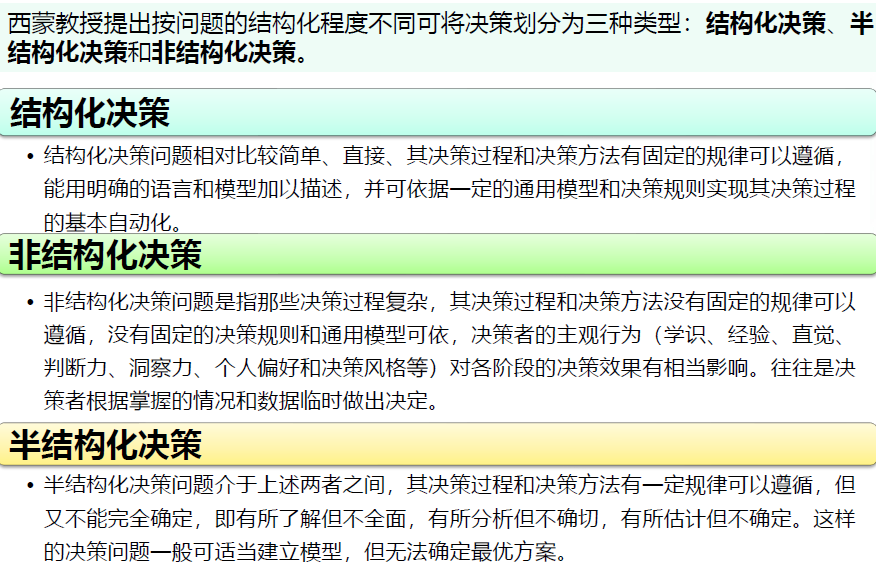 西蒙教授提出按问题的结构化程度不同可将决策划分为三种类型：结构化决策、半
结构化决策和非结构化决策。
结构化决策
• 结构化决策问题相对比较简单、直接、其决策过程和决策方法有固定的规律可以遵循，
能用明确的语言和模型加以描述，并可依据一定的通用模型和决策规则实现其决策过程
的基本自动化。
非结构化决策
• 非结构化决策问题是指那些决策过程复杂，其决策过程和决策方法没有固定的规律可以
遵循，没有固定的决策规则和通用模型可依，决策者的主观行为（学识、经验、直觉、
判断力、洞察力、个人偏好和决策风格等）对各阶段的决策效果有相当影响。往往是决
策者根据掌握的情况和数据临时做出决定。
半结构化决策
• 半结构化决策问题介于上述两者之间，其决策过程和决策方法有一定规律可以遵循，但
又不能完全确定，即有所了解但不全面，有所分析但不确切，有所估计但不确定。这样
的决策问题一般可适当建立模型，但无法确定最优方案。